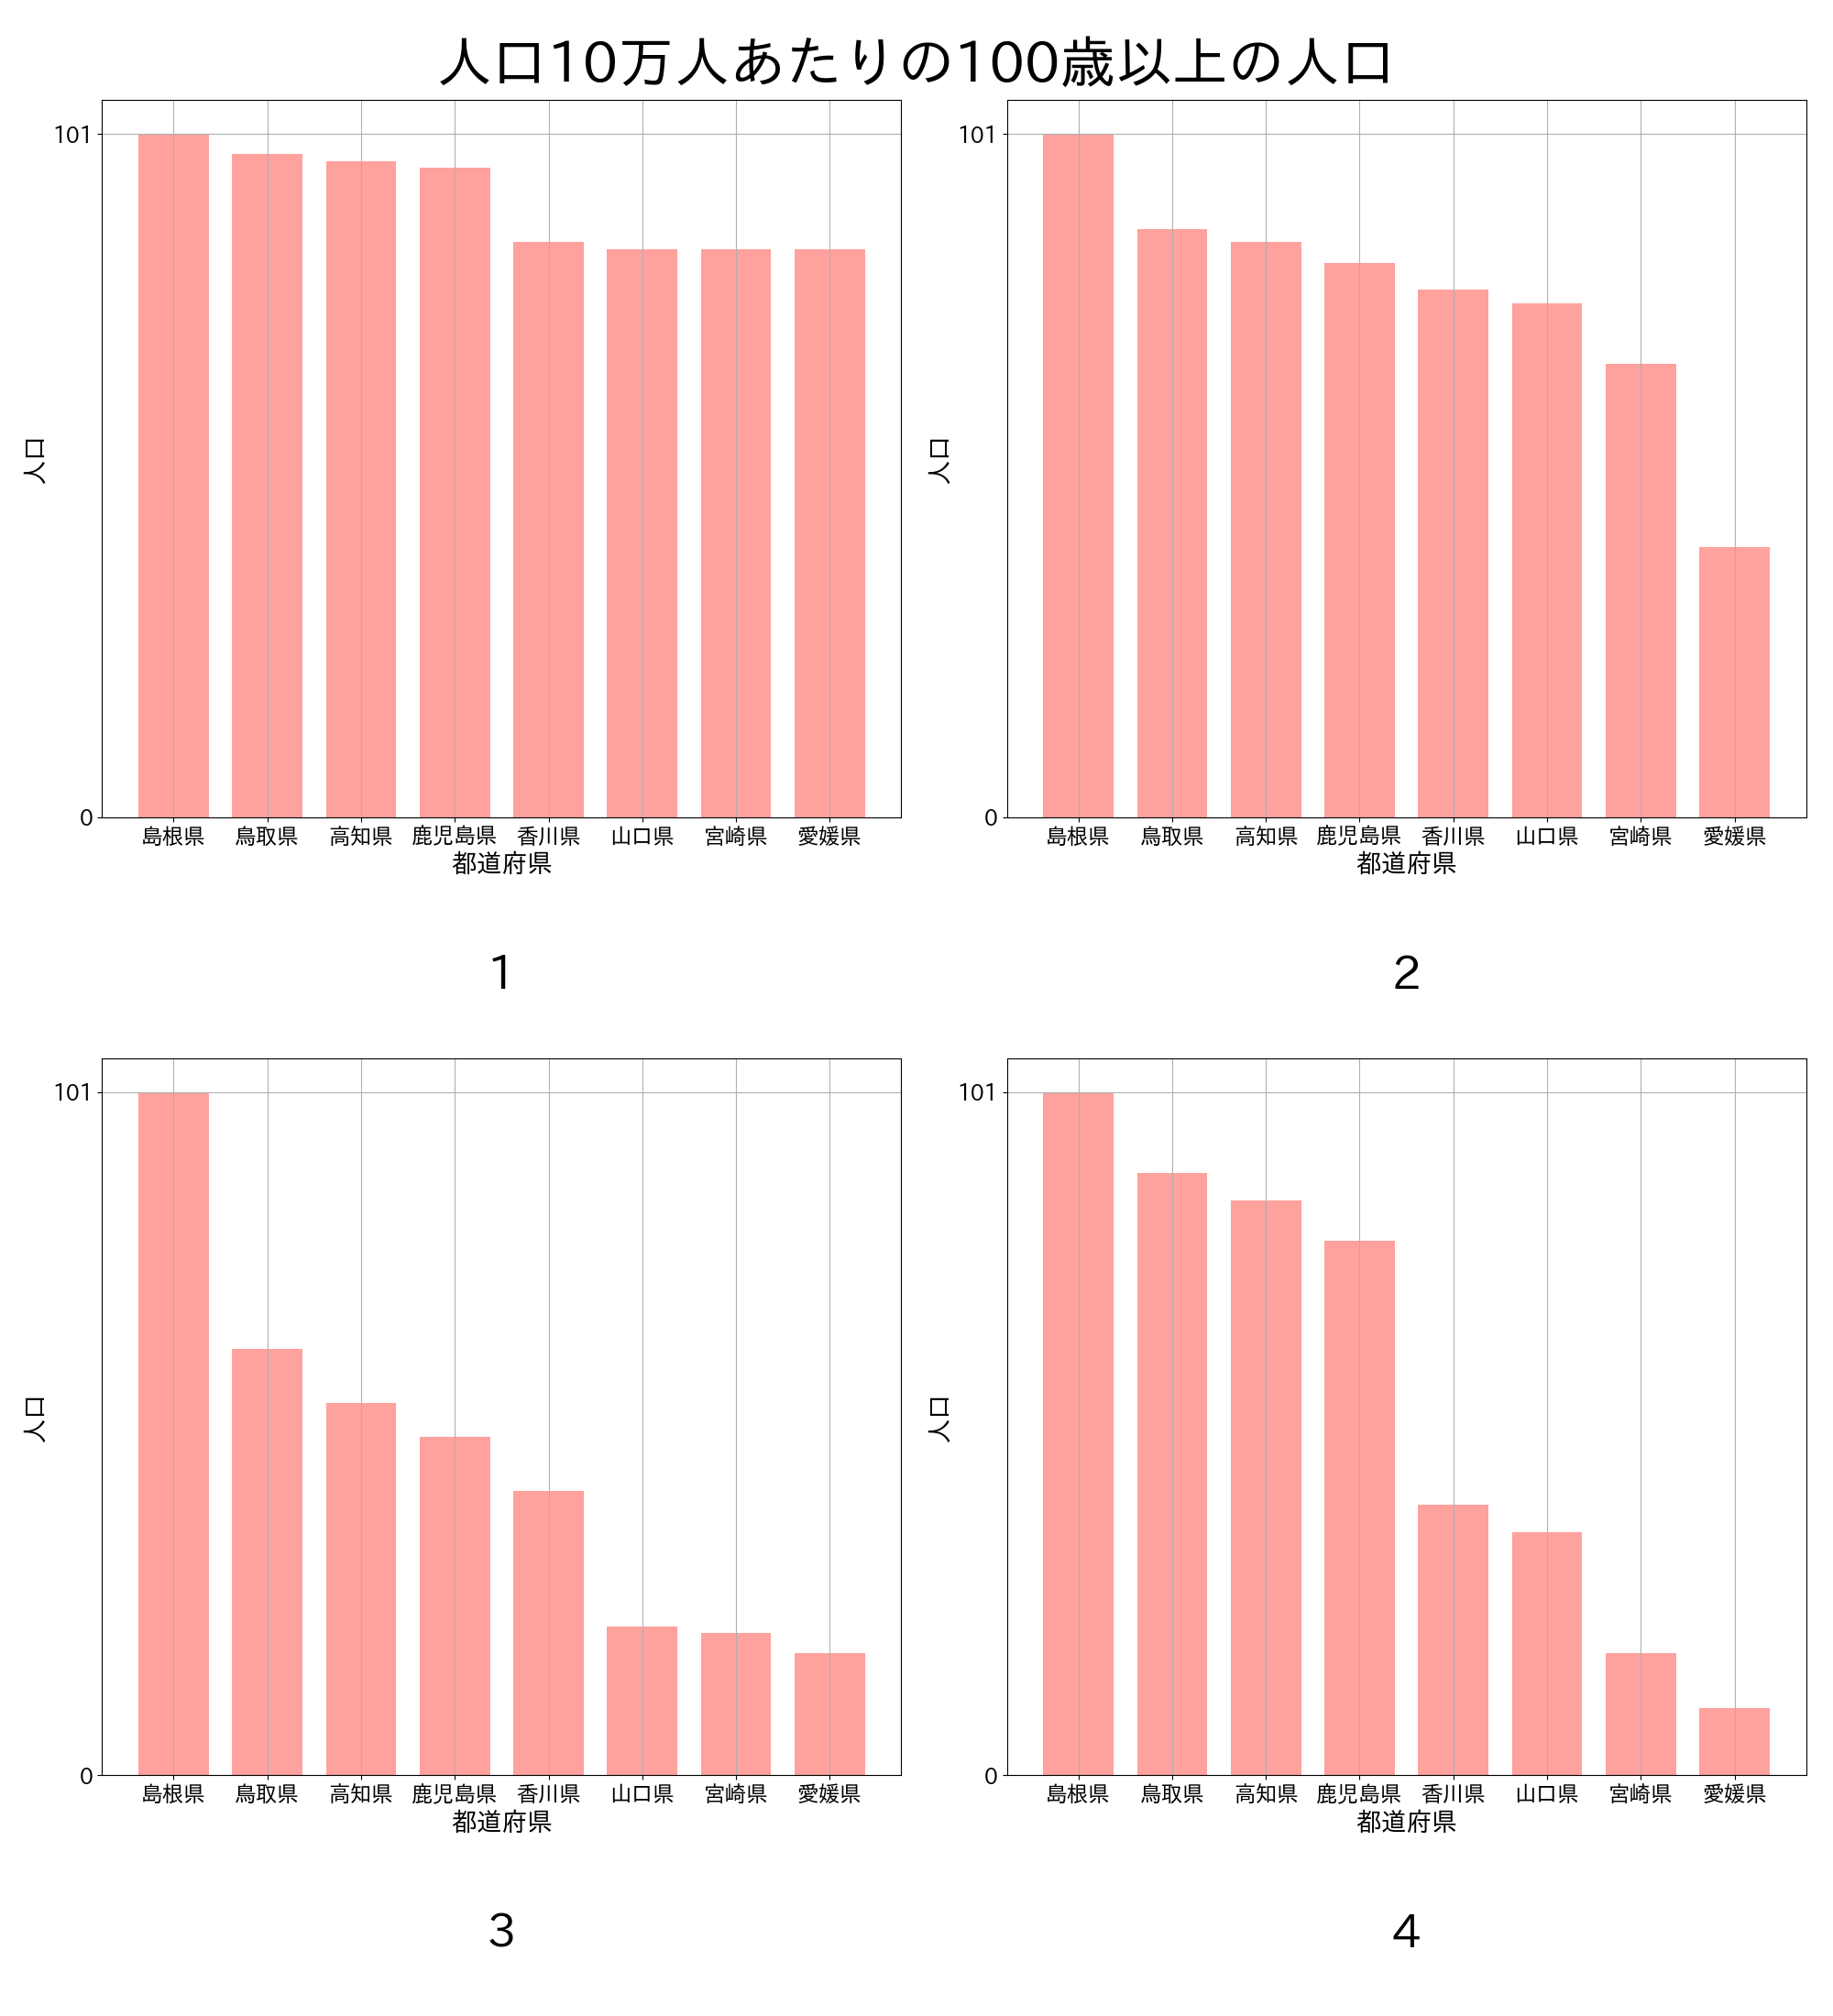 人口10万人あたりの100歳以上の人口
101
0
人口
島根県 鳥取県 高知県 鹿児島県 香川県 山口県 宮崎県 愛媛県
都道府県
1
101
0
人口
島根県 鳥取県 高知県 鹿児島県 香川県 山口県 宮崎県 愛媛県
都道府県
2
101
0
人口
島根県 鳥取県 高知県 鹿児島県 香川県 山口県 宮崎県 愛媛県
都道府県
3
101
0
人口
島根県 鳥取県 高知県 鹿児島県 香川県 山口県 宮崎県 愛媛県
都道府県
4